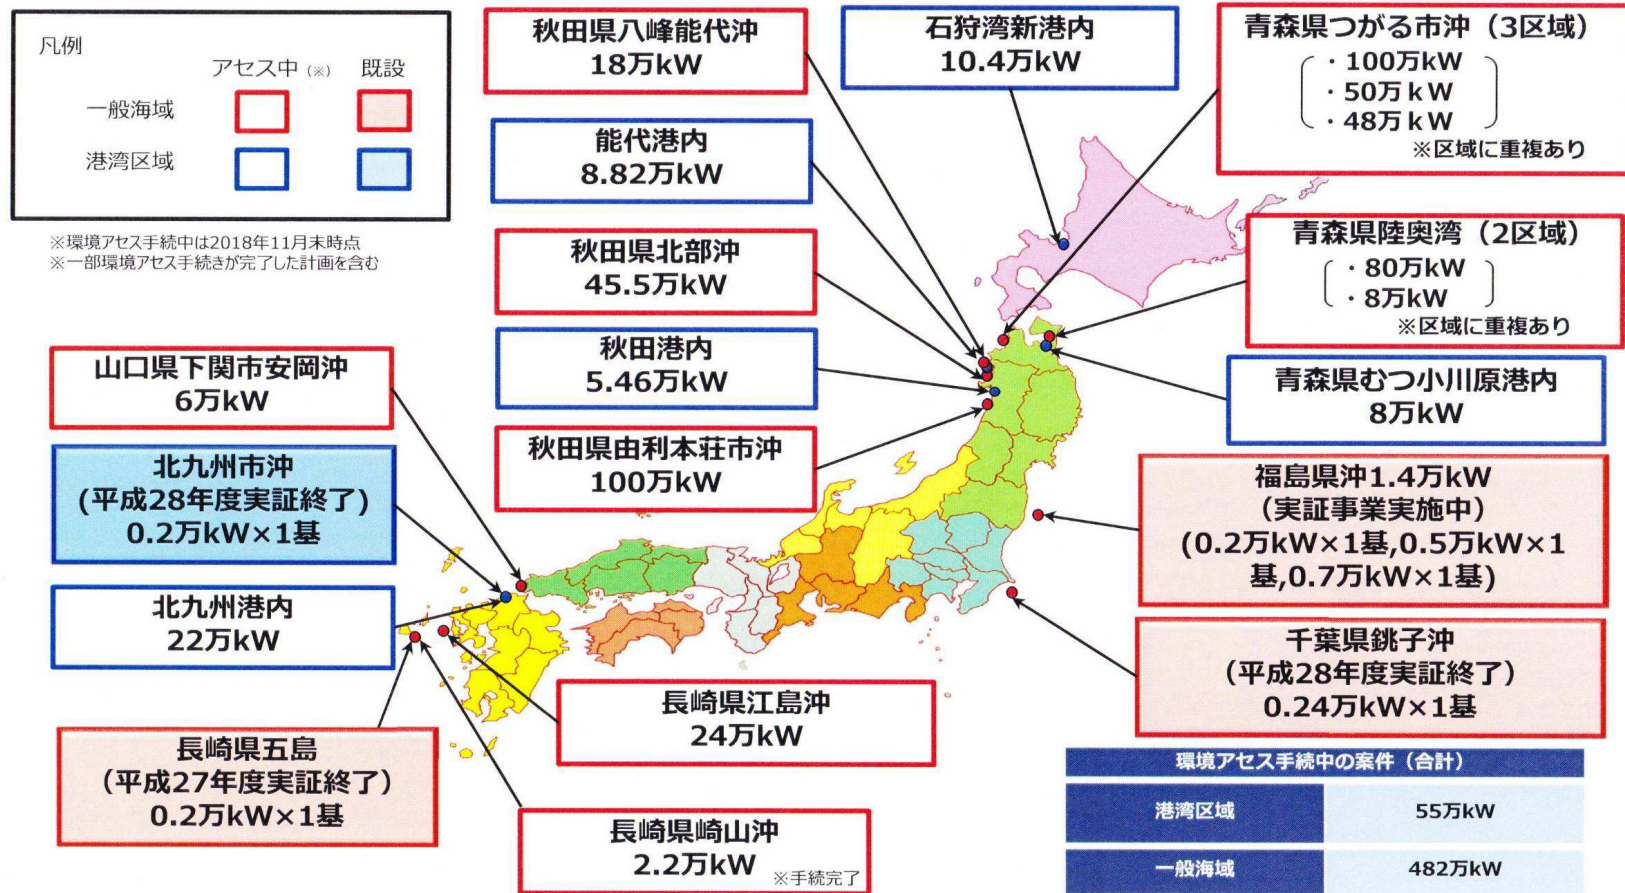 凡例
アセス中(※) 既設
一般海域
港湾区域
※環境アセス手続中は2018年11月末時点
※一部環境アセス手続きが完了した計画を含む
秋田県八峰能代沖
18万kW
石狩湾新港内
10.4万kW
青森県つがる市沖(3区域)
・100万kW
・50万kW
・48万kW
※区域に重複あり
能代港内
8.82万kW
秋田県北部沖
45.5万kW
青森県陸奥湾(2区域)
・80万kW
・8万kW
※区域に重複あり
秋田港内
5.46万kW
山口県下関市安岡沖
6万kW
青森県むつ小川原港内
8万kW
秋田県由利本荘市沖
100万kW
北九州市沖
(平成28年度実証終了)
0.2万kW×1基
福島県沖1.4万kW
(実証事業実施中)
(0.2万kW×1基,0.5万kW×1
基,0.7万kW×1基)
北九州港内
22万kW
千葉県銚子沖
(平成28年度実証終了)
0.24万kW×1基
長崎県江島沖
24万kW
長崎県五島
(平成27年度実証終了)
0.2万kW×1基
長崎県崎山沖
2.2万kW ※手続完了
環境アセス手続中の案件(合計)
港湾区域 55万kW
一般海域 482万kW